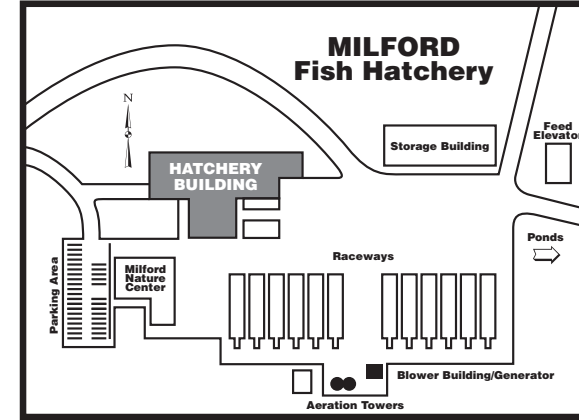 MILFORD
Fish Hatchery
N
Feed
Elevator
Storage Building
HATCHERY
BUILDING
Ponds
Raceways
Parking Area
Milford
Nature
Center
Blower Building/Generator
Aeration Towers